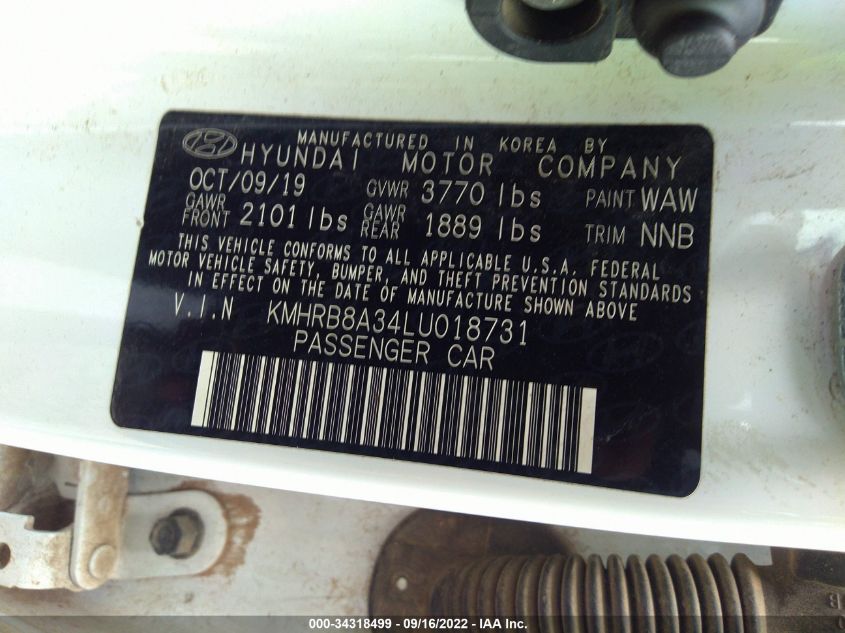 MANUFACTURED IN KOREA BY
HYUNDAI MOTOR COMPANY
OCT/09/19 GVWR 3770 lbs PAINT WAW
GAWR FRONT 2101 lbs GAWR REAR 1889 lbs TRIM NNB
THIS VEHICLE CONFORMS TO ALL APPLICABLE U.S.A. FEDERAL
MOTOR VEHICLE SAFETY, BUMPER, AND THEFT PREVENTION STANDARDS
IN EFFECT ON THE DATE OF MANUFACTURE SHOWN ABOVE
V.I.N KMHRB8A34LU018731
PASSENGER CAR
000-34318499 - 09/16/2022 - IAA Inc.